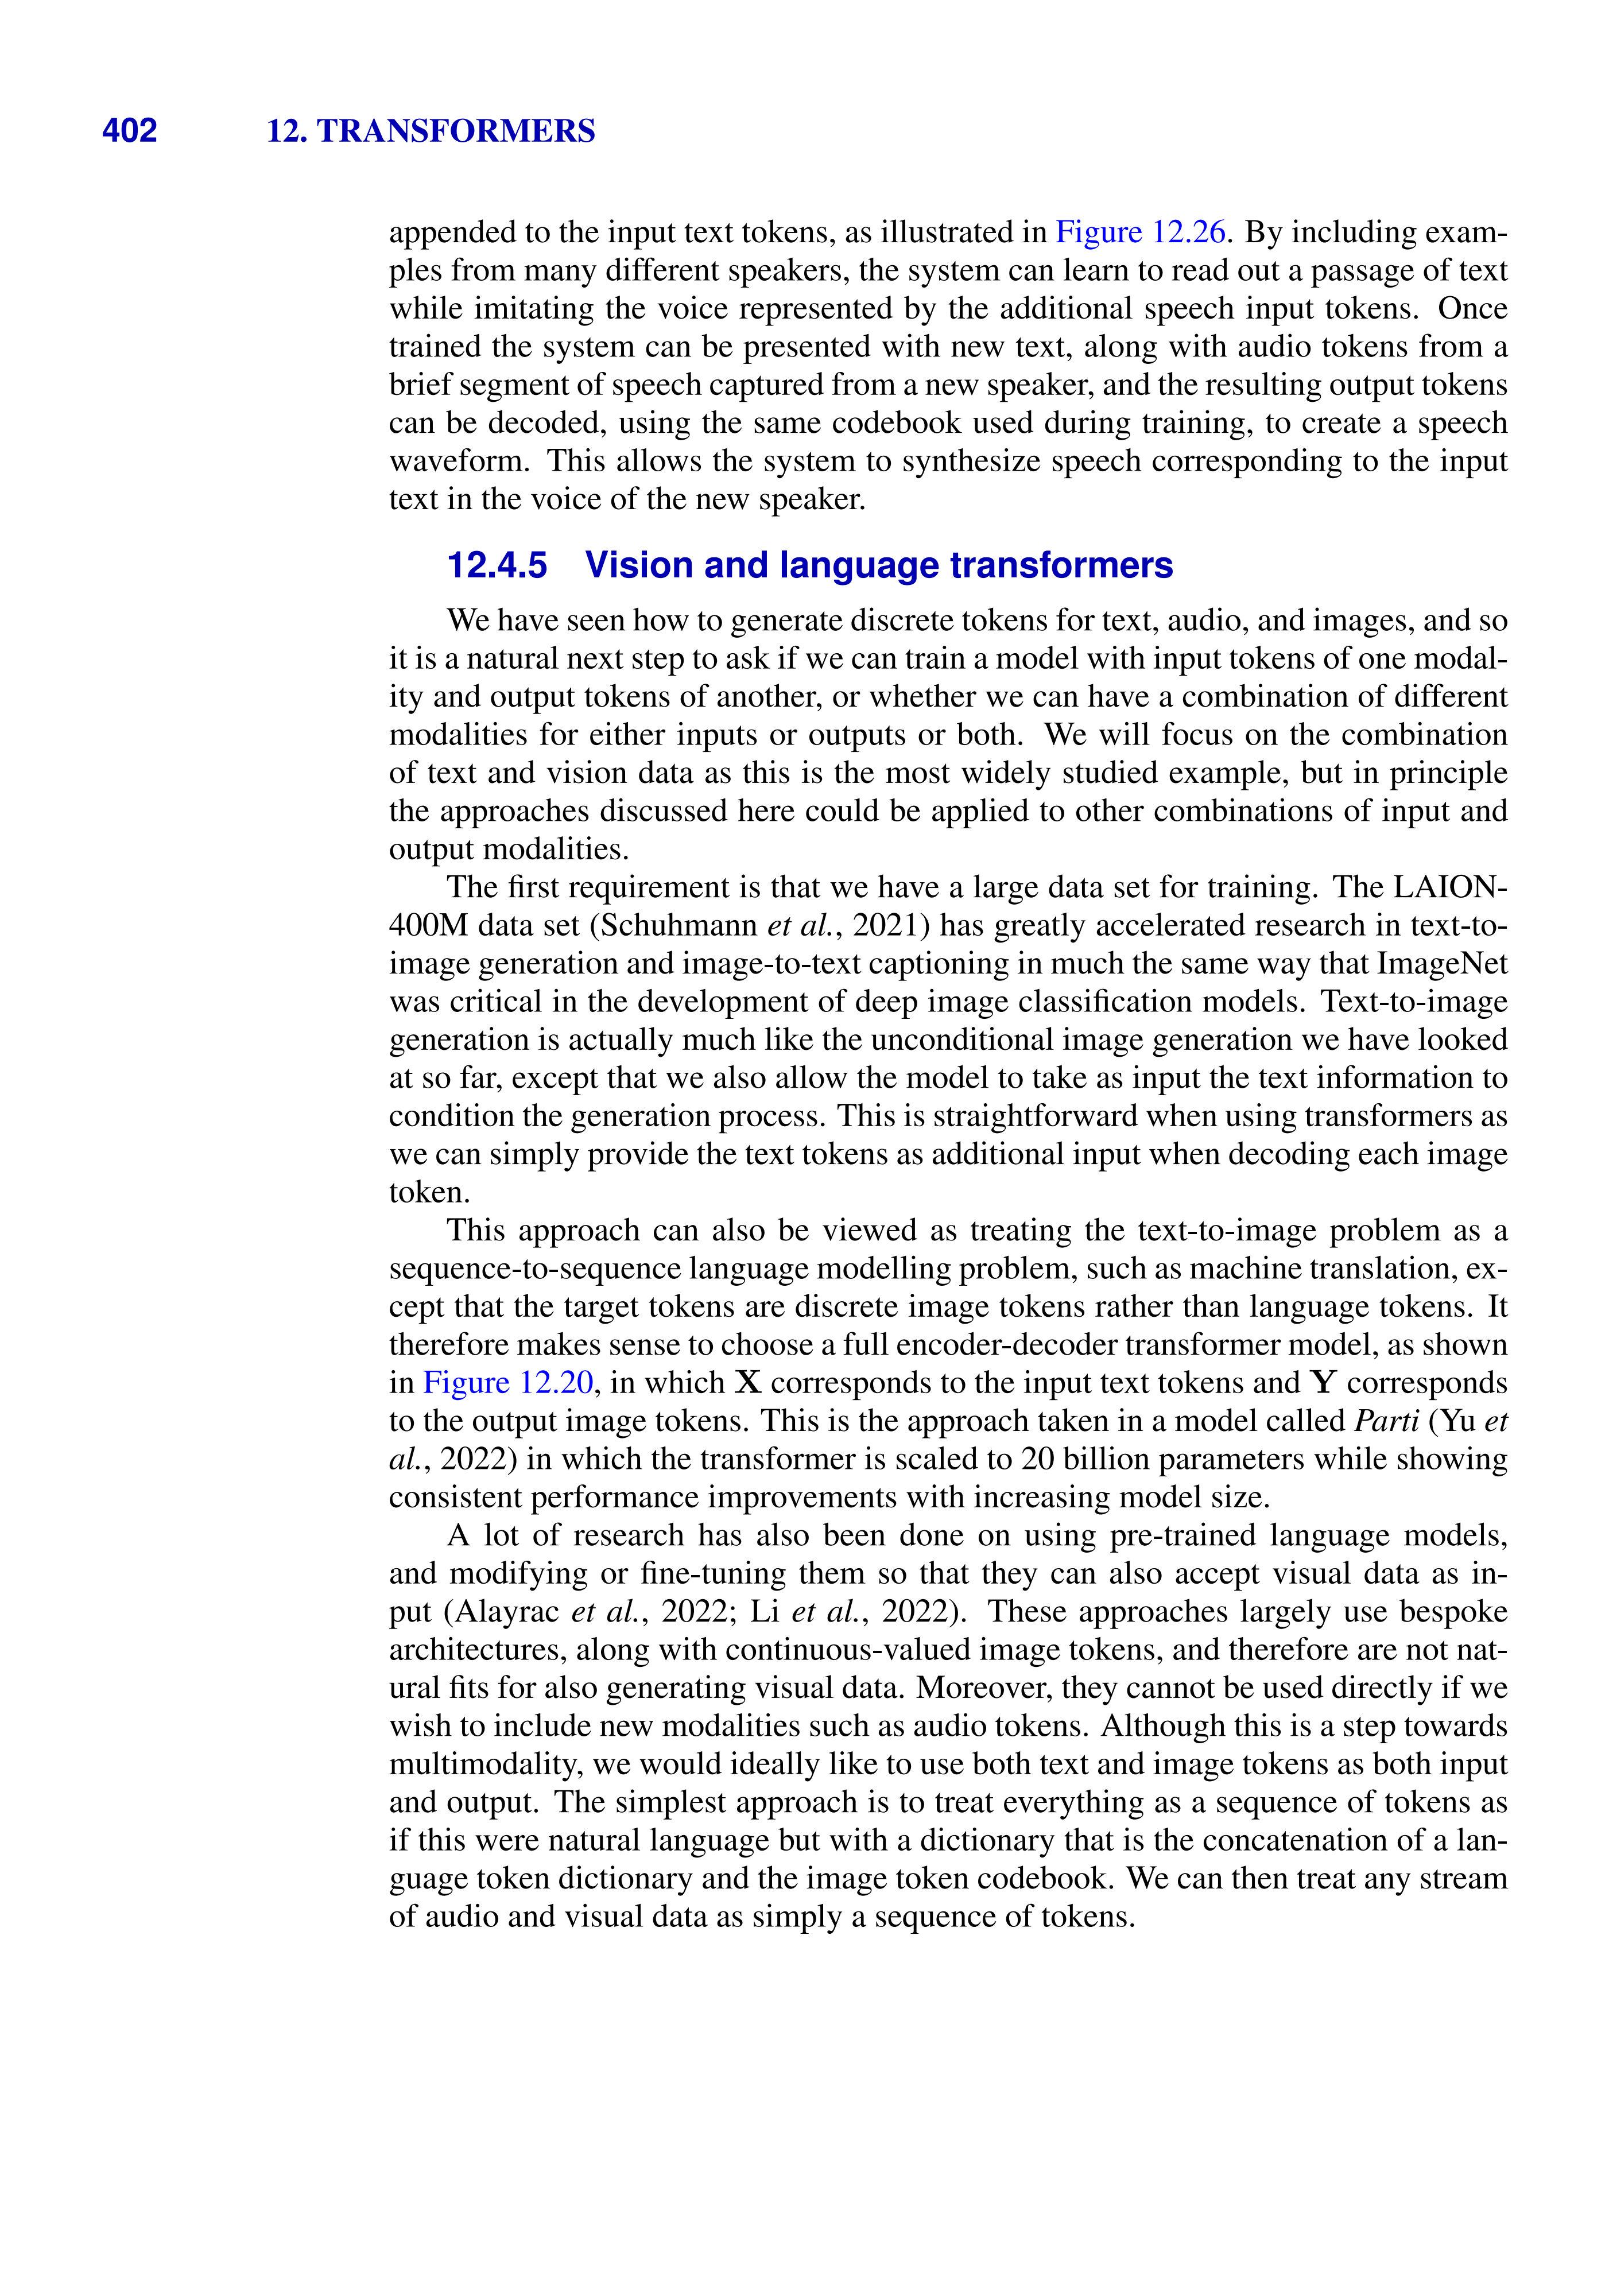 402 12. TRANSFORMERS
appended to the input text tokens, as illustrated in Figure 12.26. By including exam-
ples from many different speakers, the system can learn to read out a passage of text
while imitating the voice represented by the additional speech input tokens. Once
trained the system can be presented with new text, along with audio tokens from a
brief segment of speech captured from a new speaker, and the resulting output tokens
can be decoded, using the same codebook used during training, to create a speech
waveform. This allows the system to synthesize speech corresponding to the input
text in the voice of the new speaker.
12.4.5 Vision and language transformers
We have seen how to generate discrete tokens for text, audio, and images, and so
it is a natural next step to ask if we can train a model with input tokens of one modal-
ity and output tokens of another, or whether we can have a combination of different
modalities for either inputs or outputs or both. We will focus on the combination
of text and vision data as this is the most widely studied example, but in principle
the approaches discussed here could be applied to other combinations of input and
output modalities.
The first requirement is that we have a large data set for training. The LAION-
400M data set (Schuhmann et al., 2021) has greatly accelerated research in text-to-
image generation and image-to-text captioning in much the same way that ImageNet
was critical in the development of deep image classification models. Text-to-image
generation is actually much like the unconditional image generation we have looked
at so far, except that we also allow the model to take as input the text information to
condition the generation process. This is straightforward when using transformers as
we can simply provide the text tokens as additional input when decoding each image
token.
This approach can also be viewed as treating the text-to-image problem as a
sequence-to-sequence language modelling problem, such as machine translation, ex-
cept that the target tokens are discrete image tokens rather than language tokens. It
therefore makes sense to choose a full encoder-decoder transformer model, as shown
in Figure 12.20, in which X corresponds to the input text tokens and Y corresponds
to the output image tokens. This is the approach taken in a model called Parti (Yu et
al., 2022) in which the transformer is scaled to 20 billion parameters while showing
consistent performance improvements with increasing model size.
A lot of research has also been done on using pre-trained language models,
and modifying or fine-tuning them so that they can also accept visual data as in-
put (Alayrac et al., 2022; Li et al., 2022). These approaches largely use bespoke
architectures, along with continuous-valued image tokens, and therefore are not nat-
ural fits for also generating visual data. Moreover, they cannot be used directly if we
wish to include new modalities such as audio tokens. Although this is a step towards
multimodality, we would ideally like to use both text and image tokens as both input
and output. The simplest approach is to treat everything as a sequence of tokens as
if this were natural language but with a dictionary that is the concatenation of a lan-
guage token dictionary and the image token codebook. We can then treat any stream
of audio and visual data as simply a sequence of tokens.